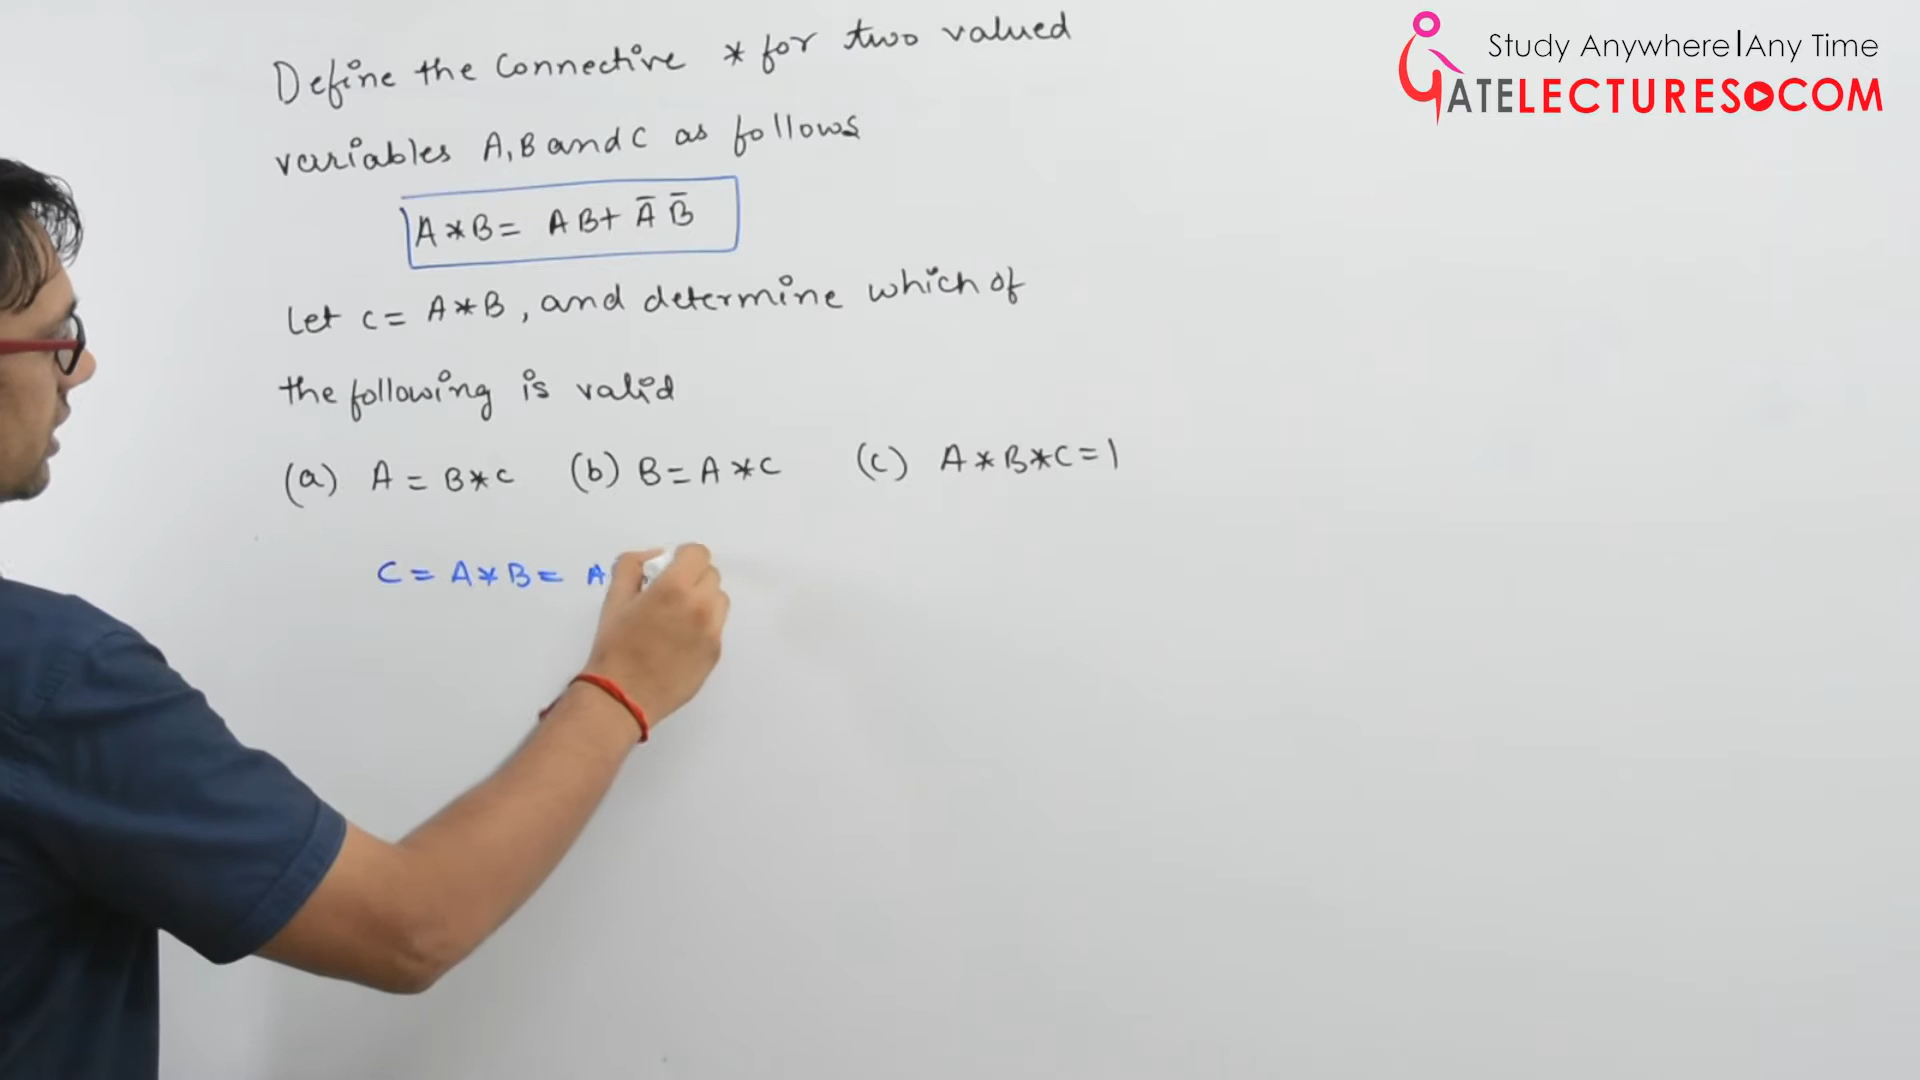 Study Anywhere|Any Time
GATELECTURES.COM
Define the Connective * for two valued
variables A, B and C as follows
A * B = AB + A̅ B̅
Let C = A * B, and determine which of
the following is valid
(a) A = B * C (b) B = A * C (c) A * B * C = 1
C = A * B = A